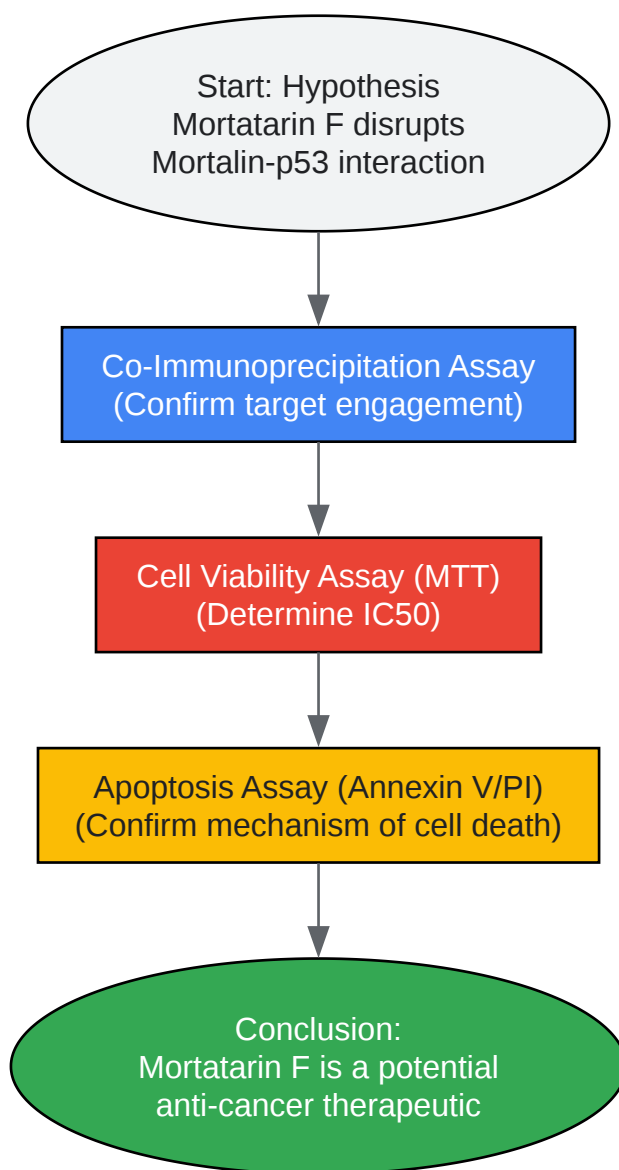 Start: Hypothesis
Mortatarin F disrupts
Mortalin-p53 interaction
Co-Immunoprecipitation Assay
(Confirm target engagement)
Cell Viability Assay (MTT)
(Determine IC50)
Apoptosis Assay (Annexin V/PI)
(Confirm mechanism of cell death)
Conclusion:
Mortatarin F is a potential
anti-cancer therapeutic